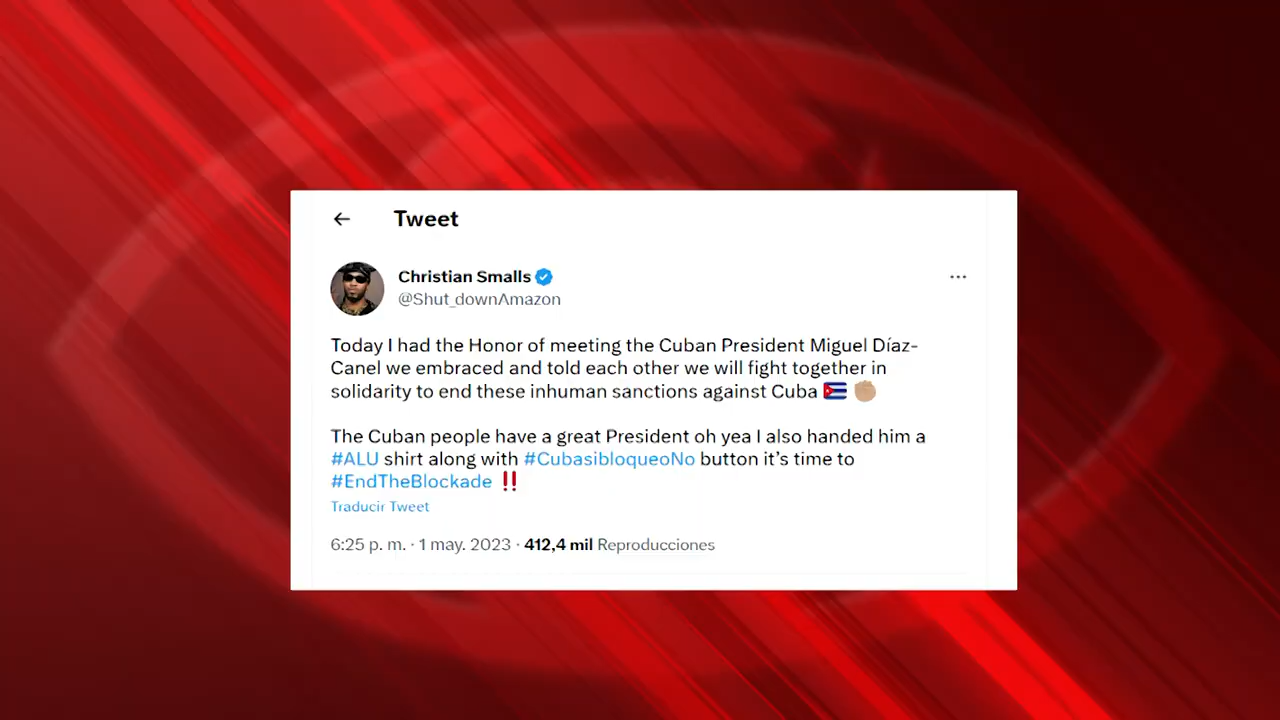 Tweet
Christian Smalls
@Shut_downAmazon
Today I had the Honor of meeting the Cuban President Miguel Díaz-
Canel we embraced and told each other we will fight together in
solidarity to end these inhuman sanctions against Cuba 🇨🇺 ✊🏽
The Cuban people have a great President oh yea I also handed him a
#ALU shirt along with #CubasibloqueoNo button it's time to
#EndTheBlockade ‼️
Traducir Tweet
6:25 p. m. · 1 may. 2023 · 412,4 mil Reproducciones